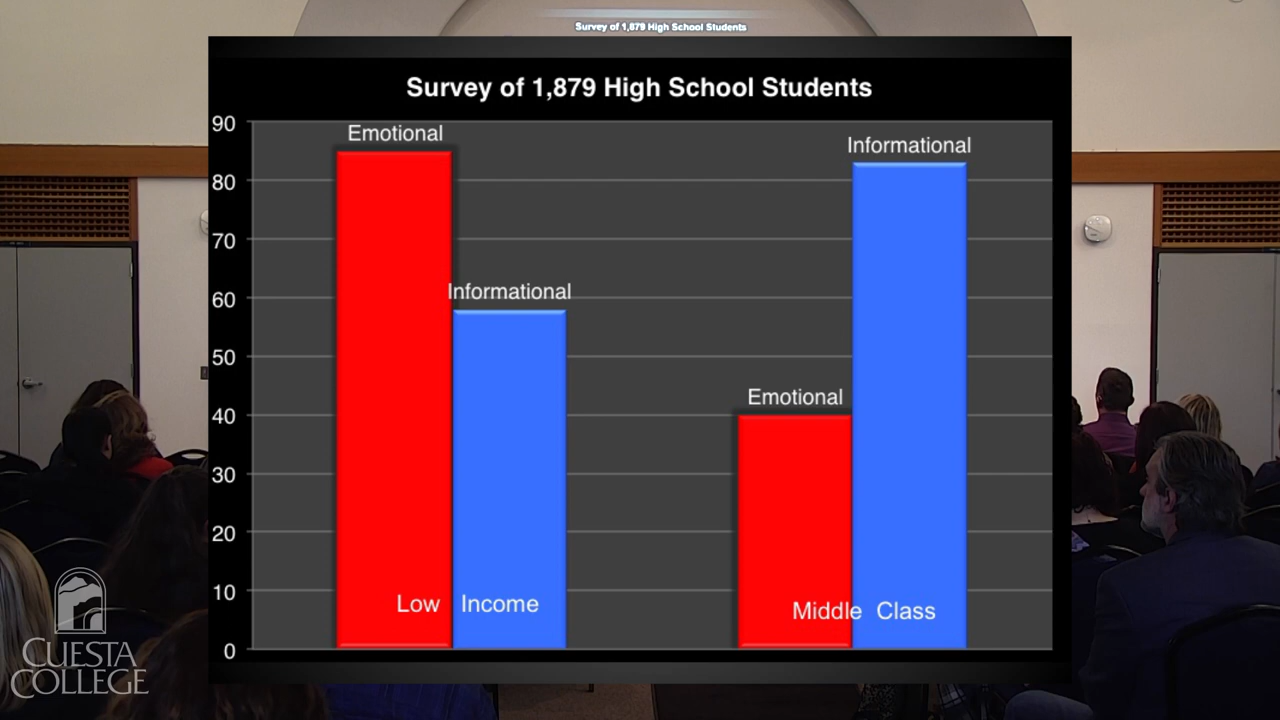 Survey of 1,879 High School Students
Survey of 1,879 High School Students
90
80
70
60
50
40
30
20
10
0
Emotional
Informational
Low Income
Emotional
Informational
Middle Class
CUESTA
COLLEGE